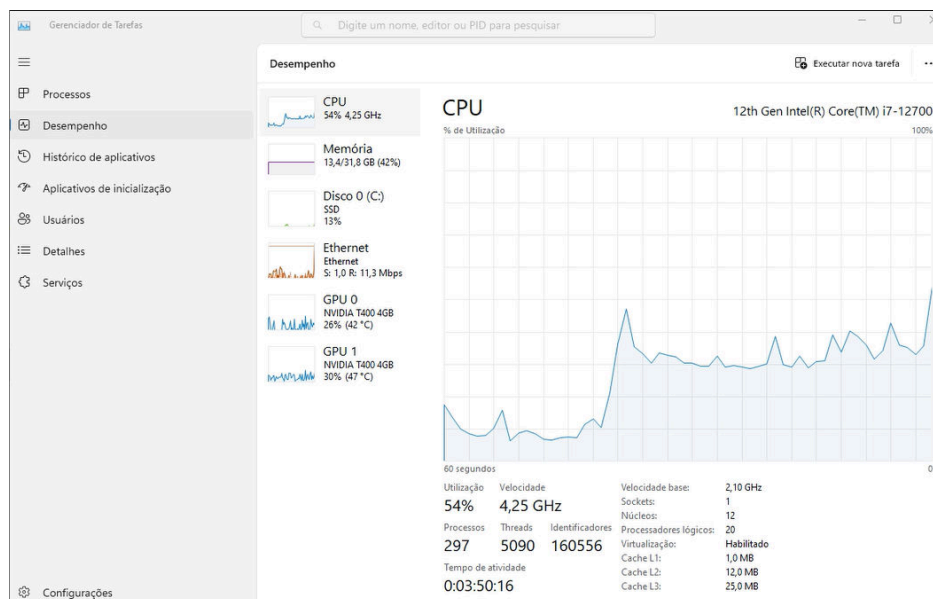 Gerenciador de Tarefas
Digite um nome, editor ou PID para pesquisar
Desempenho
Executar nova tarefa
Processos
Desempenho
Histórico de aplicativos
Aplicativos de inicialização
Usuários
Detalhes
Serviços
Configurações
CPU
54% 4,25 GHz
Memória
13,4/31,8 GB (42%)
Disco 0 (C:)
SSD
13%
Ethernet
Ethernet
S: 1,0 R: 11,3 Mbps
GPU 0
NVIDIA T400 4GB
26% (42 °C)
GPU 1
NVIDIA T400 4GB
30% (47 °C)
CPU 12th Gen Intel(R) Core(TM) i7-12700
% de Utilização 100%
60 segundos 0
Utilização Velocidade
54% 4,25 GHz
Processos Threads Identificadores
297 5090 160556
Tempo de atividade
0:03:50:16
Velocidade base: 2,10 GHz
Sockets: 1
Núcleos: 12
Processadores lógicos: 20
Virtualização: Habilitado
Cache L1: 1,0 MB
Cache L2: 12,0 MB
Cache L3: 25,0 MB